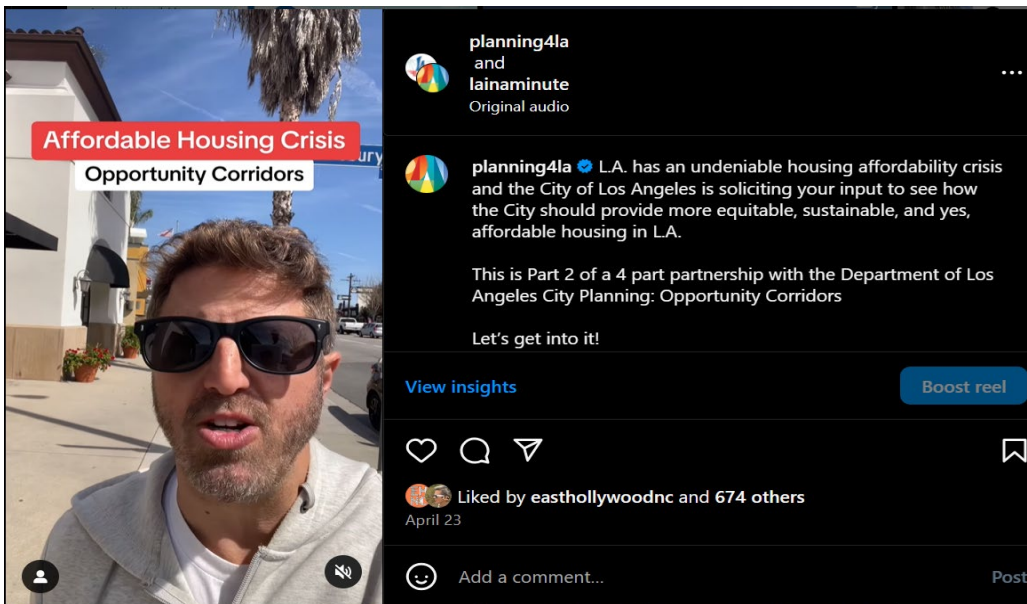 Affordable Housing Crisis
Opportunity Corridors
planning4la
and
lainaminute
Original audio
planning4la L.A. has an undeniable housing affordability crisis
and the City of Los Angeles is soliciting your input to see how
the City should provide more equitable, sustainable, and yes,
affordable housing in L.A.
This is Part 2 of a 4 part partnership with the Department of Los
Angeles City Planning: Opportunity Corridors
Let's get into it!
View insights
Boost reel
Liked by easthollywoodnc and 674 others
April 23
Add a comment...
Post